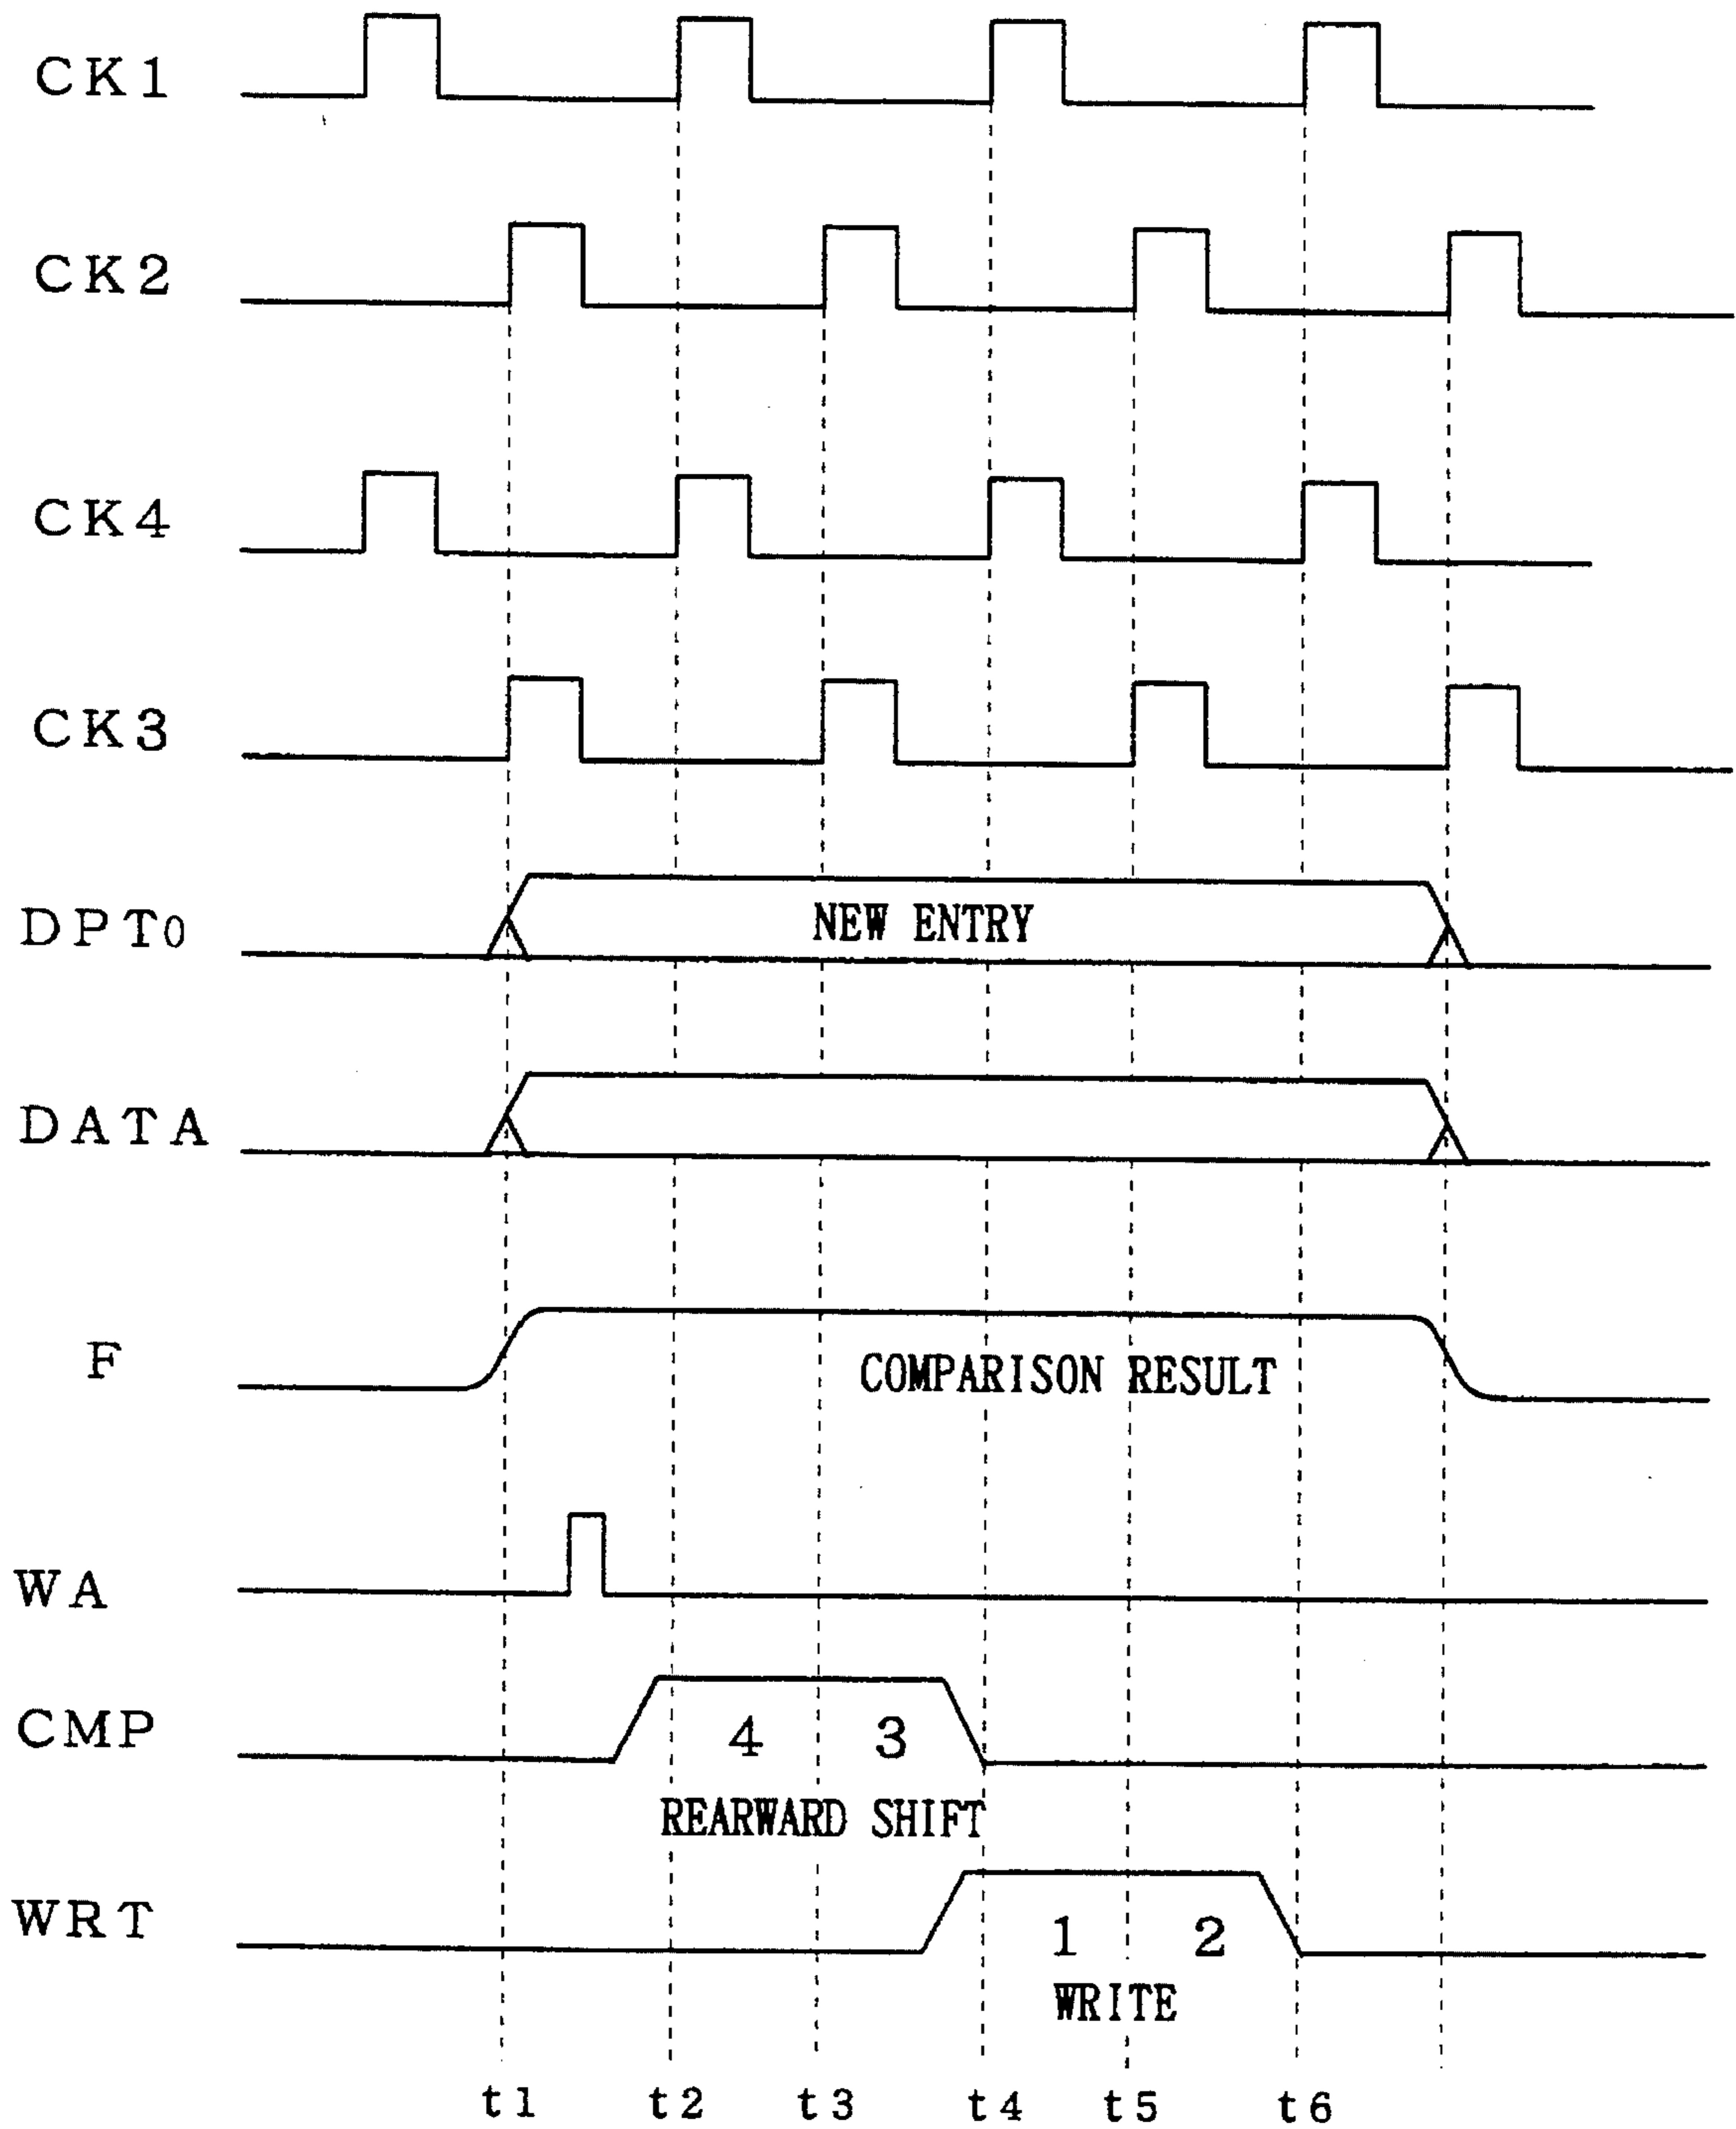 CK1
CK2
CK4
CK3
DPT0
NEW ENTRY
DATA
F
COMPARISON RESULT
WA
CMP
4 3
REARWARD SHIFT
WRT
1 2
WRITE
t1 t2 t3 t4 t5 t6